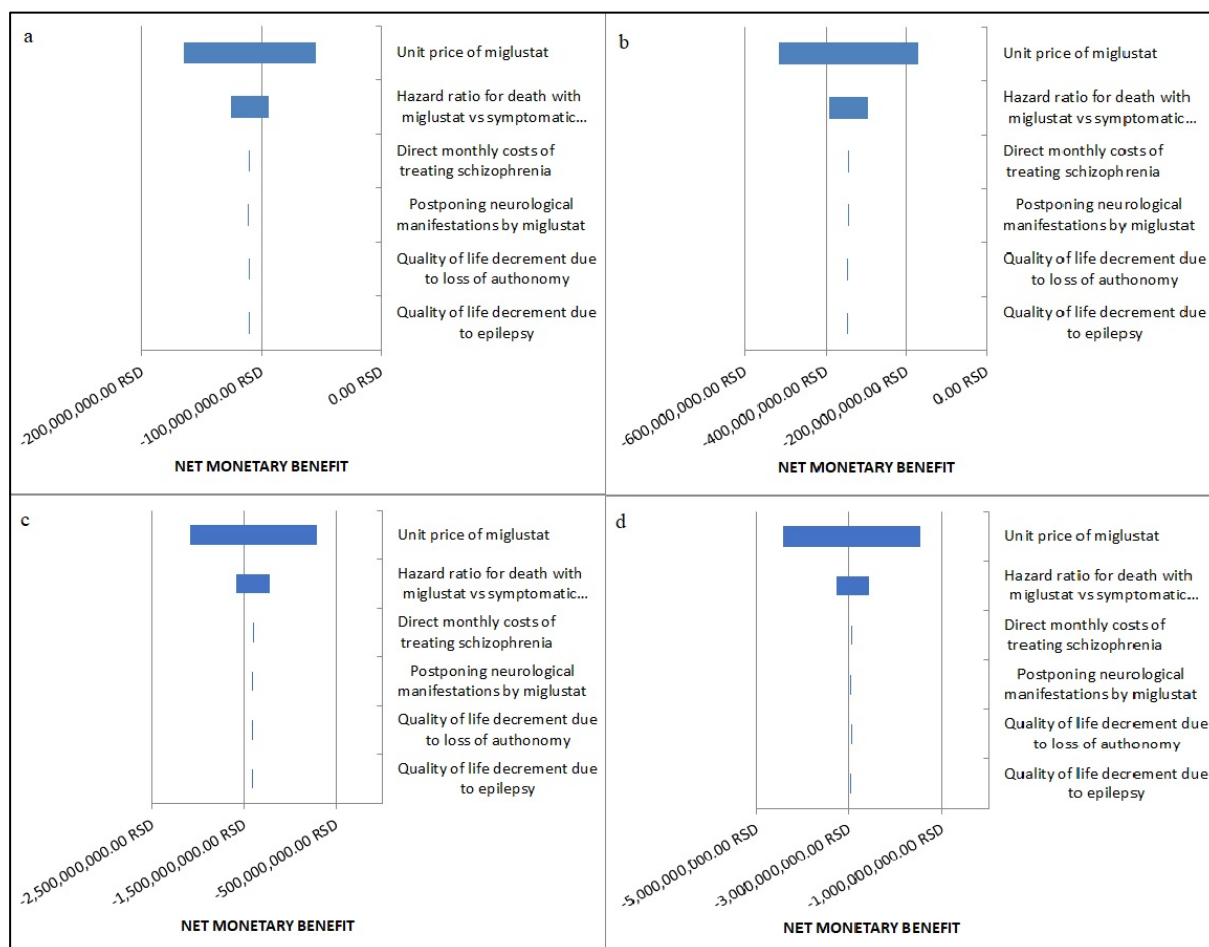 a
Unit price of miglustat
Hazard ratio for death with
miglustat vs symptomatic...
Direct monthly costs of
treating schizophrenia
Postponing neurological
manifestations by miglustat
Quality of life decrement due
to loss of authonomy
Quality of life decrement due
to epilepsy
-200,000,000.00 RSD
-100,000,000.00 RSD
0.00 RSD
NET MONETARY BENEFIT
b
Unit price of miglustat
Hazard ratio for death with
miglustat vs symptomatic...
Direct monthly costs of
treating schizophrenia
Postponing neurological
manifestations by miglustat
Quality of life decrement due
to loss of authonomy
Quality of life decrement due
to epilepsy
-600,000,000.00 RSD
-400,000,000.00 RSD
-200,000,000.00 RSD
0.00 RSD
NET MONETARY BENEFIT
c
Unit price of miglustat
Hazard ratio for death with
miglustat vs symptomatic...
Direct monthly costs of
treating schizophrenia
Postponing neurological
manifestations by miglustat
Quality of life decrement due
to loss of authonomy
Quality of life decrement due
to epilepsy
-2,500,000,000.00 RSD
-1,500,000,000.00 RSD
-500,000,000.00 RSD
NET MONETARY BENEFIT
d
Unit price of miglustat
Hazard ratio for death with
miglustat vs symptomatic...
Direct monthly costs of
treating schizophrenia
Postponing neurological
manifestations by miglustat
Quality of life decrement due
to loss of authonomy
Quality of life decrement due
to epilepsy
-5,000,000,000.00 RSD
-3,000,000,000.00 RSD
-1,000,000,000.00 RSD
NET MONETARY BENEFIT